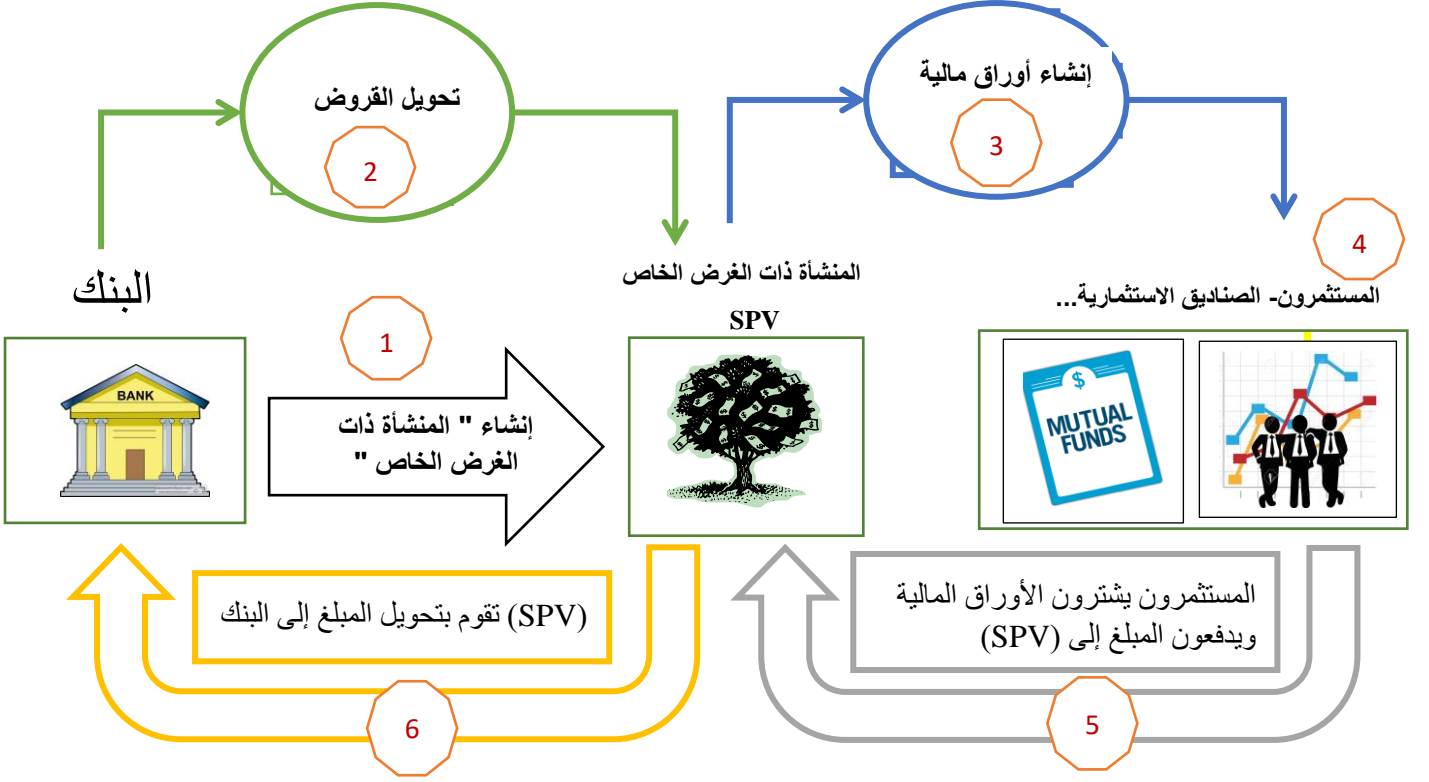 إنشاء أوراق مالية
3
تحويل القروض
2
4
المستثمرون- الصناديق الاستثمارية...
المنشأة ذات الغرض الخاص
SPV
البنك
1
إنشاء " المنشأة ذات
الغرض الخاص "
BANK
$
MUTUAL
FUNDS
المستثمرون يشترون الأوراق المالية
ويدفعون المبلغ إلى (SPV)
5
(SPV) تقوم بتحويل المبلغ إلى البنك
6